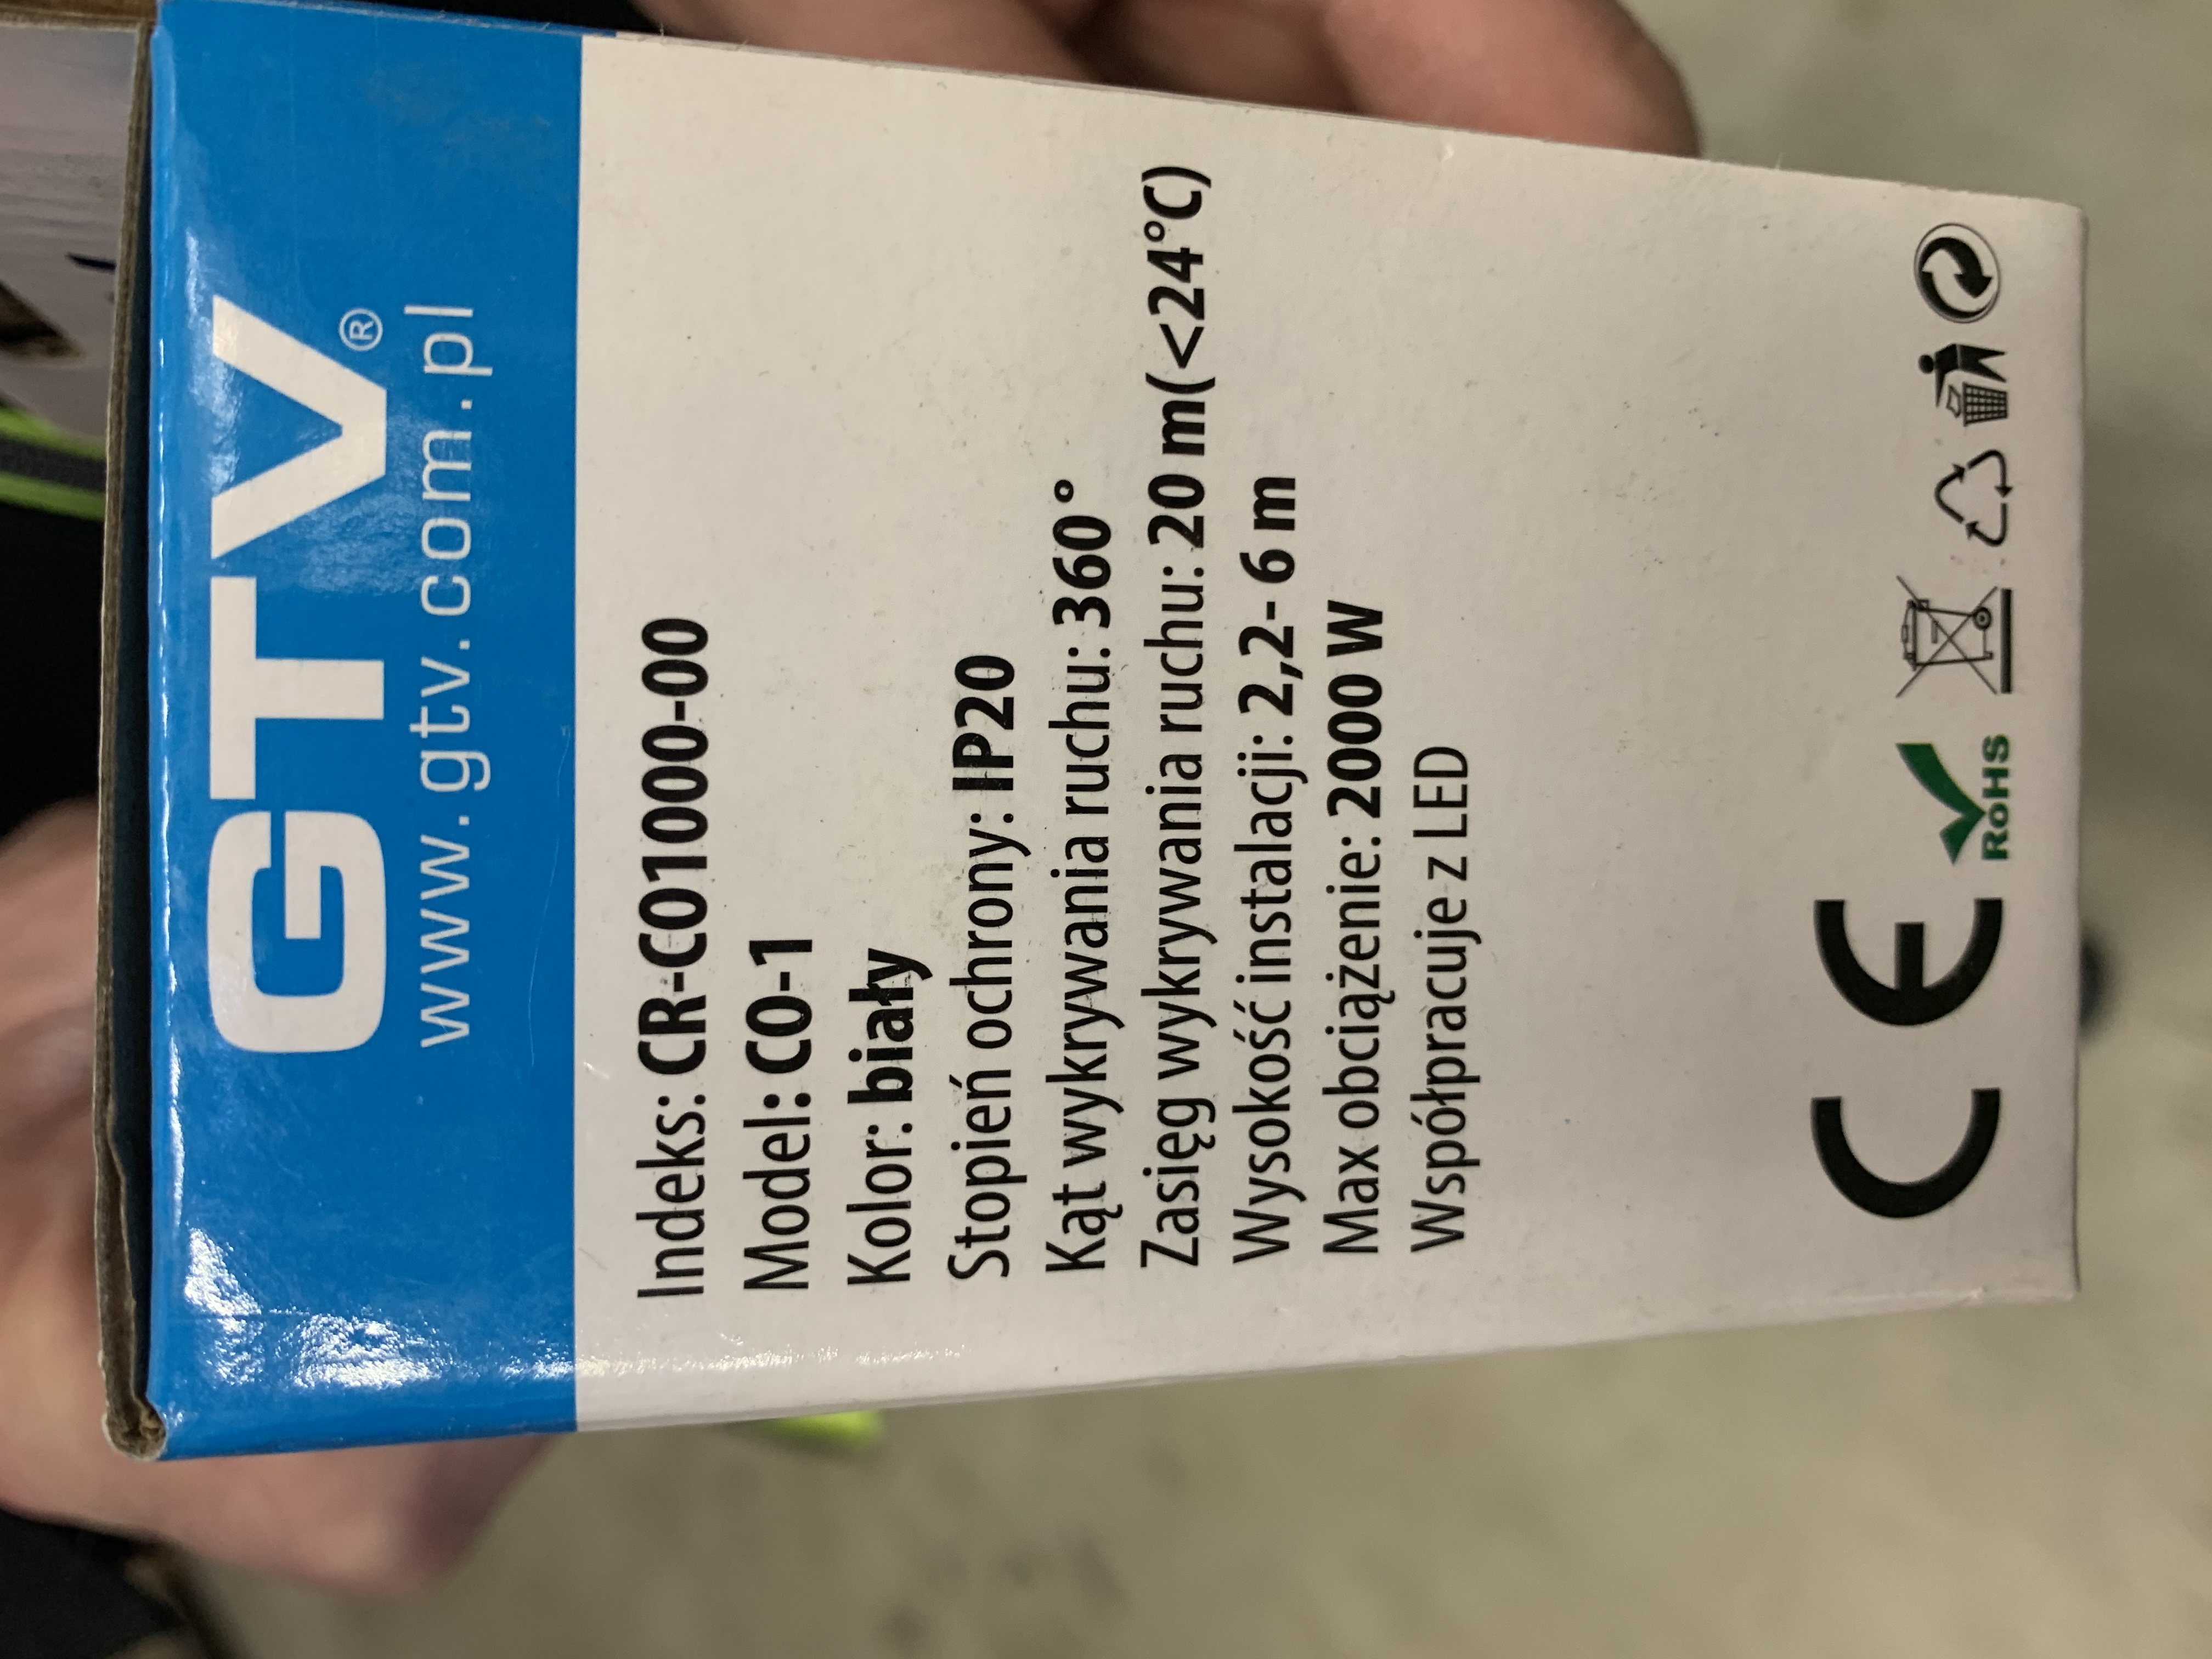 GTV®
www.gtv.com.pl
Indeks: CR-CO1000-00
Model: CO-1
Kolor: biały
Stopień ochrony: IP20
Kąt wykrywania ruchu: 360°
Zasięg wykrywania ruchu: 20 m(<24°C)
Wysokość instalacji: 2,2- 6 m
Max obciążenie: 2000 W
Współpracuje z LED
CE RoHS